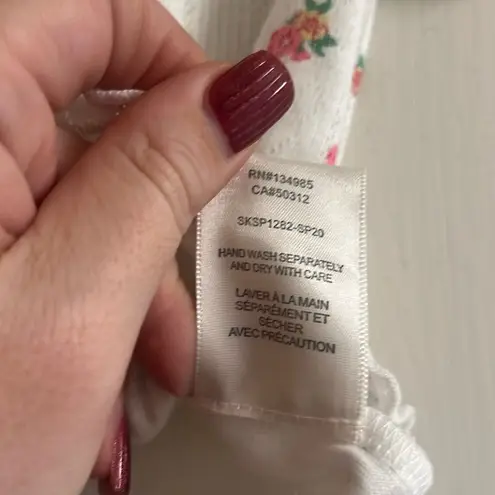 RN#134985
CA#50312
SKSP1282-SP20
HAND WASH SEPARATELY
AND DRY WITH CARE
LAVER À LA MAIN
SÉPARÉMENT ET
SÉCHER
AVEC PRÉCAUTION